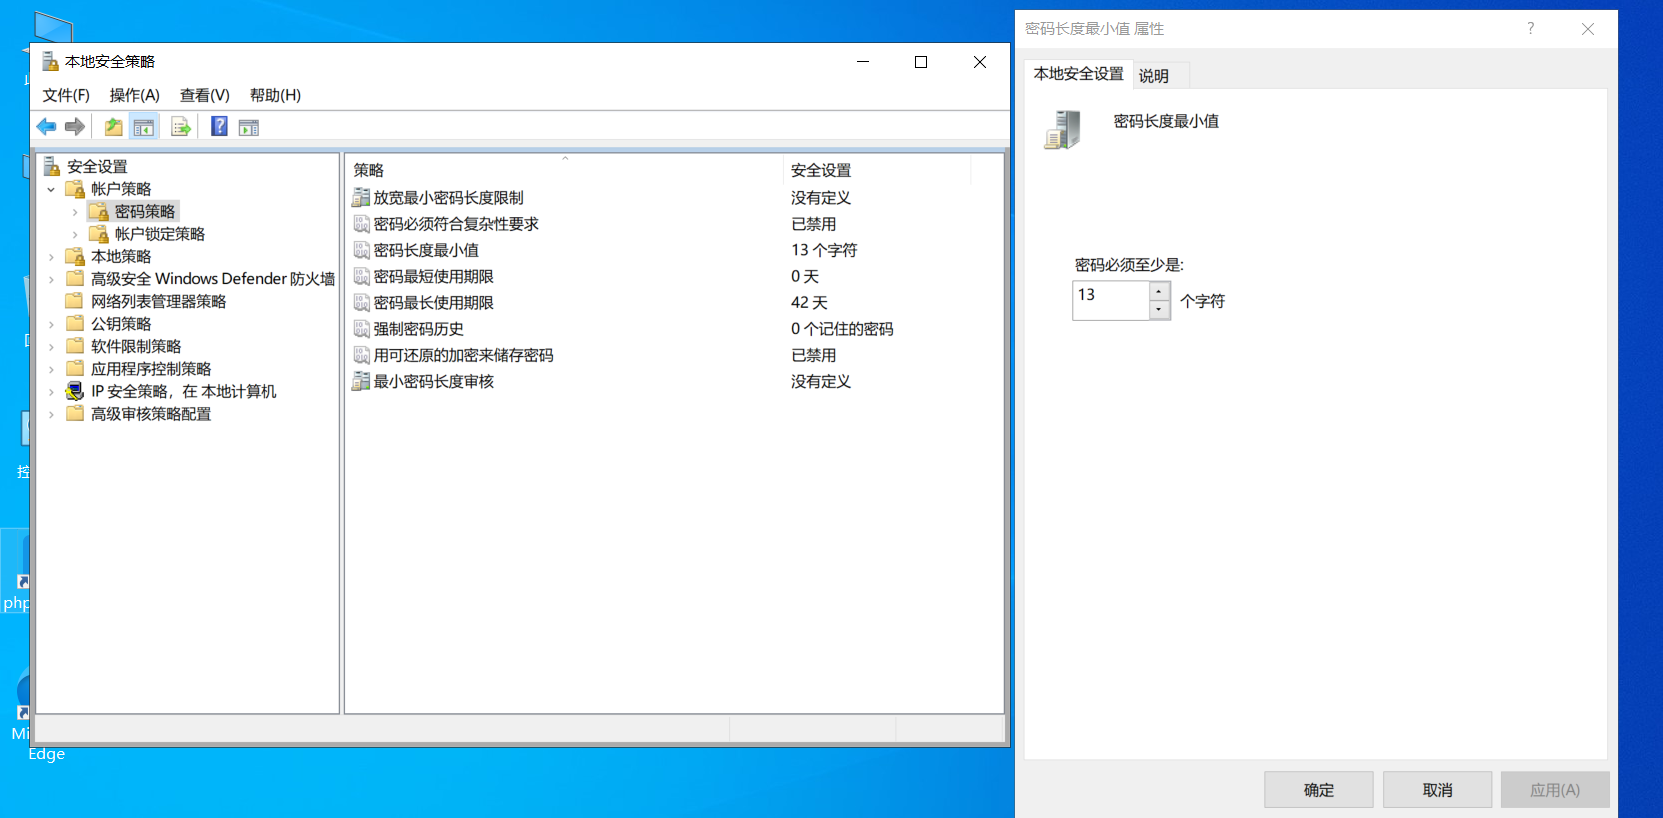 本地安全策略
文件(F) 操作(A) 查看(V) 帮助(H)
安全设置
帐户策略
密码策略
帐户锁定策略
本地策略
高级安全 Windows Defender 防火墙
网络列表管理器策略
公钥策略
软件限制策略
应用程序控制策略
IP 安全策略，在 本地计算机
高级审核策略配置
策略 安全设置
放宽最小密码长度限制 没有定义
密码必须符合复杂性要求 已禁用
密码长度最小值 13 个字符
密码最短使用期限 0 天
密码最长使用期限 42 天
强制密码历史 0 个记住的密码
用可还原的加密来储存密码 已禁用
最小密码长度审核 没有定义
密码长度最小值 属性
本地安全设置 说明
密码长度最小值
密码必须至少是:
13 个字符
确定 取消 应用(A)
控
php
Mi
Edge